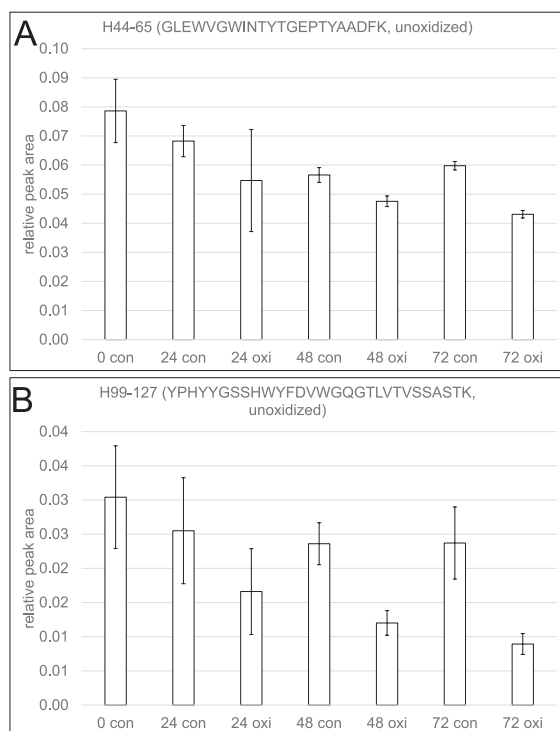 A
H44-65 (GLEWVGWINTYTGEPTYAADFK, unoxidized)
relative peak area
0.10
0.09
0.08
0.07
0.06
0.05
0.04
0.03
0.02
0.01
0.00
0 con 24 con 24 oxi 48 con 48 oxi 72 con 72 oxi
B
H99-127 (YPHYYGSSHWYFDVWGQGTLVTVSSASTK,
unoxidized)
relative peak area
0.04
0.04
0.03
0.03
0.02
0.02
0.01
0.01
0.00
0 con 24 con 24 oxi 48 con 48 oxi 72 con 72 oxi